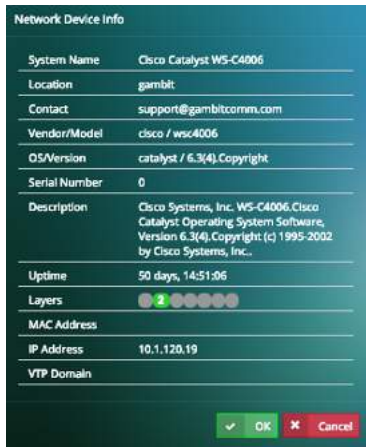 Network Device Info
System Name Cisco Catalyst WS-C4006
Location gambit
Contact support@gambitcomm.com
Vendor/Model cisco / wsc4006
OS/Version catalyst / 6.3(4).Copyright
Serial Number 0
Description Cisco Systems, Inc. WS-C4006.Cisco
Catalyst Operating System Software,
Version 6.3(4).Copyright (c) 1995-2002
by Cisco Systems, Inc..
Uptime 50 days, 14:51:06
Layers 2
MAC Address
IP Address 10.1.120.19
VTP Domain
OK Cancel